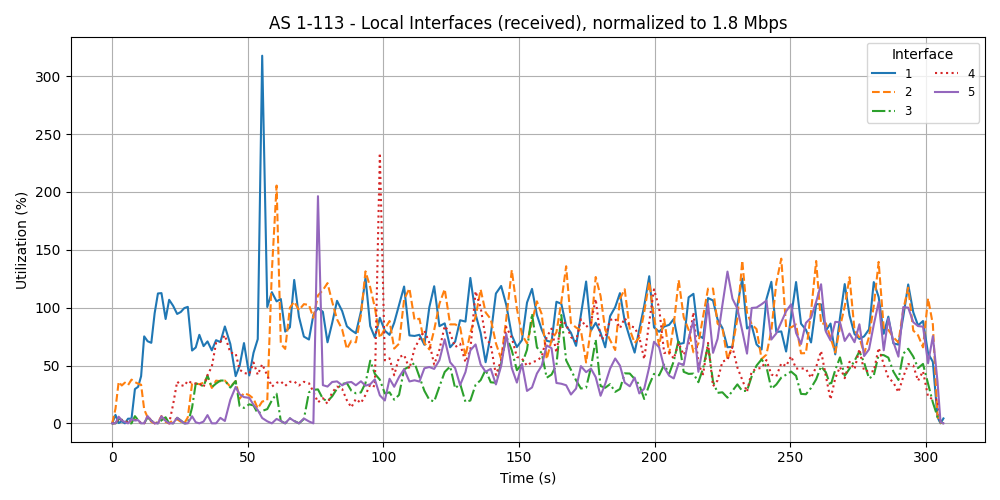 AS 1-113 - Local Interfaces (received), normalized to 1.8 Mbps
Utilization (%)
300
250
200
150
100
50
0
0 50 100 150 200 250 300
Time (s)
Interface
1 4
2 5
3